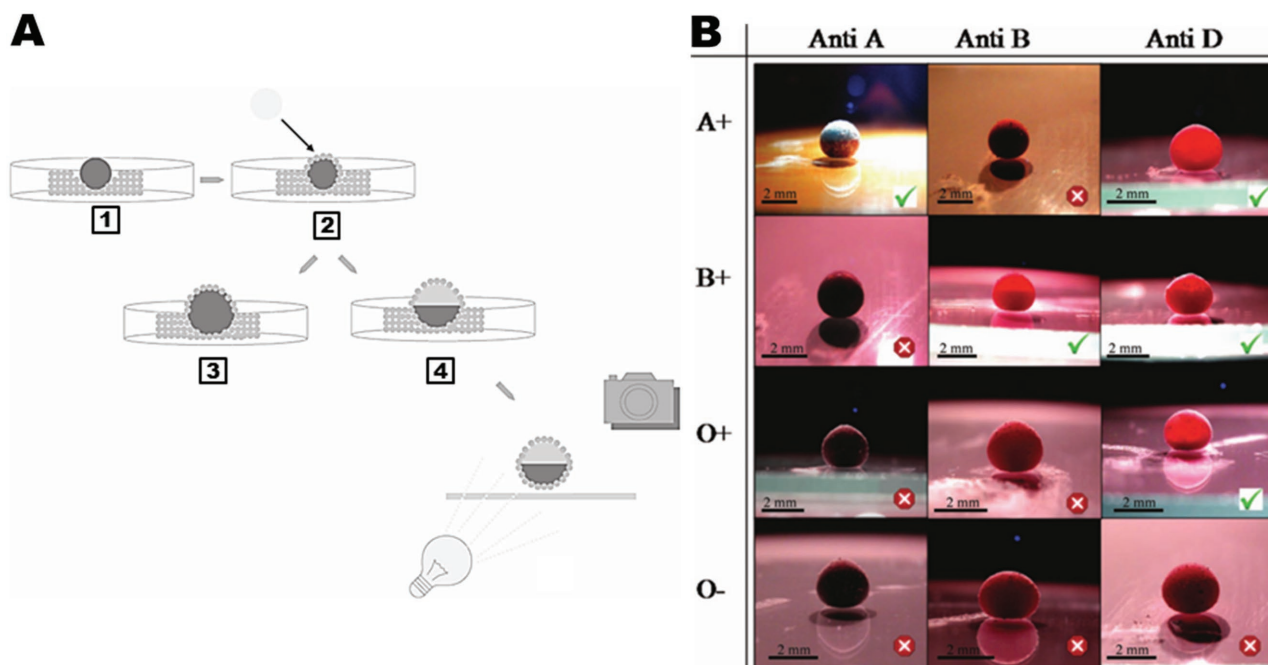 A
1
2
3
4
B
Anti A Anti B Anti D
A+
2 mm 2 mm 2 mm
B+
2 mm 2 mm 2 mm
O+
2 mm 2 mm 2 mm
O-
2 mm 2 mm 2 mm